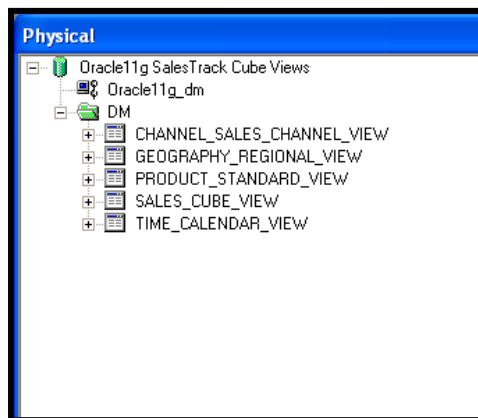 Physical
Oracle11g SalesTrack Cube Views
Oracle11g_dm
DM
CHANNEL_SALES_CHANNEL_VIEW
GEOGRAPHY_REGIONAL_VIEW
PRODUCT_STANDARD_VIEW
SALES_CUBE_VIEW
TIME_CALENDAR_VIEW